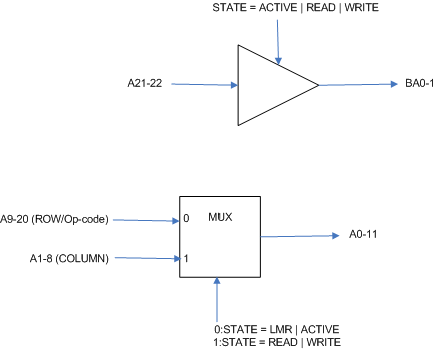 STATE = ACTIVE | READ | WRITE
A21-22
BA0-1
A9-20 (ROW/Op-code)
0
MUX
A0-11
A1-8 (COLUMN)
1
0:STATE = LMR | ACTIVE
1:STATE = READ | WRITE